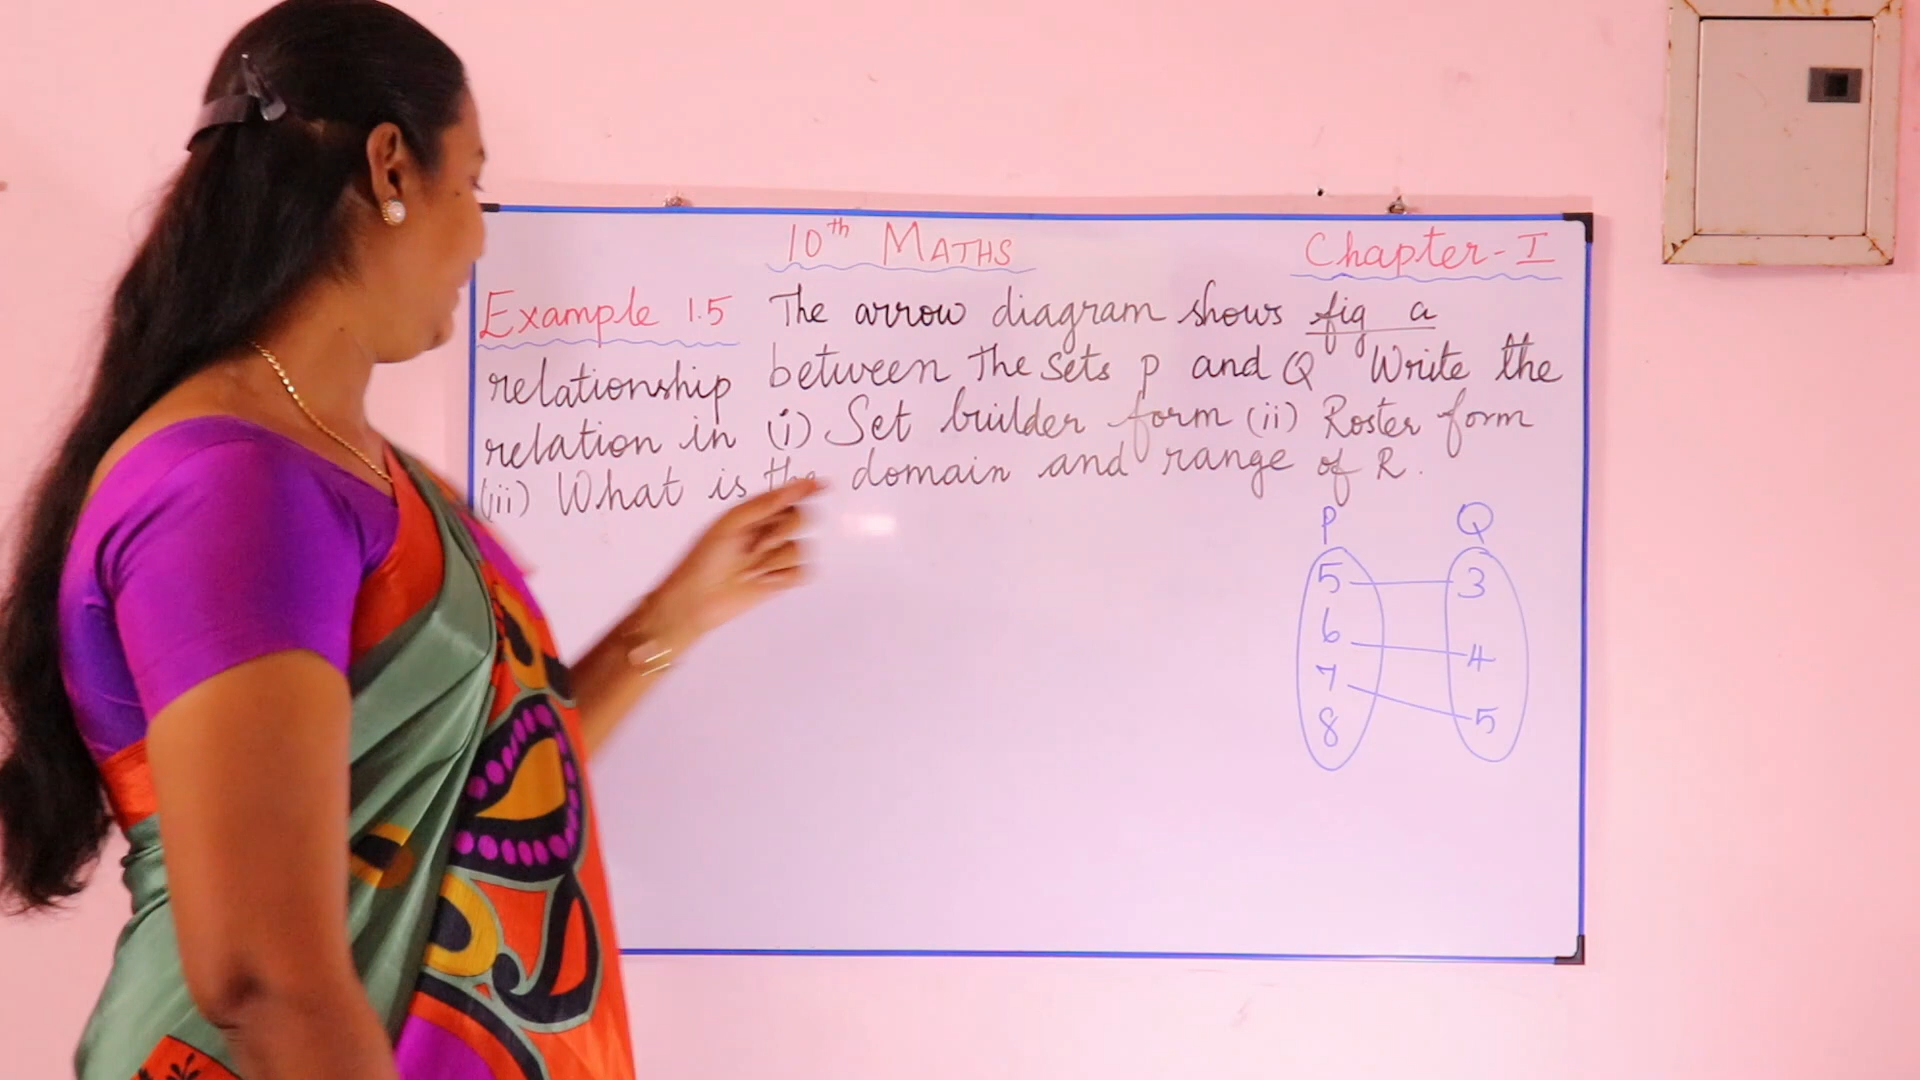 10th MATHS Chapter-I
Example 1.5 The arrow diagram shows fig a
relationship between The sets P and Q Write the
relation in (i) Set builder form (ii) Roster form
(iii) What is the domain and range of R.
P Q
5 3
6 4
7 5
8